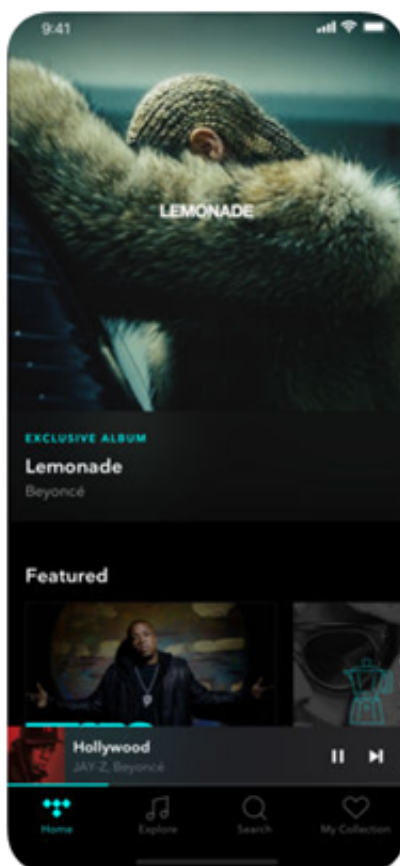 9:41
LEMONADE
EXCLUSIVE ALBUM
Lemonade
Beyoncé
Featured
Hollywood
JAY-Z, Beyoncé
Home
Explore
Search
My Collection